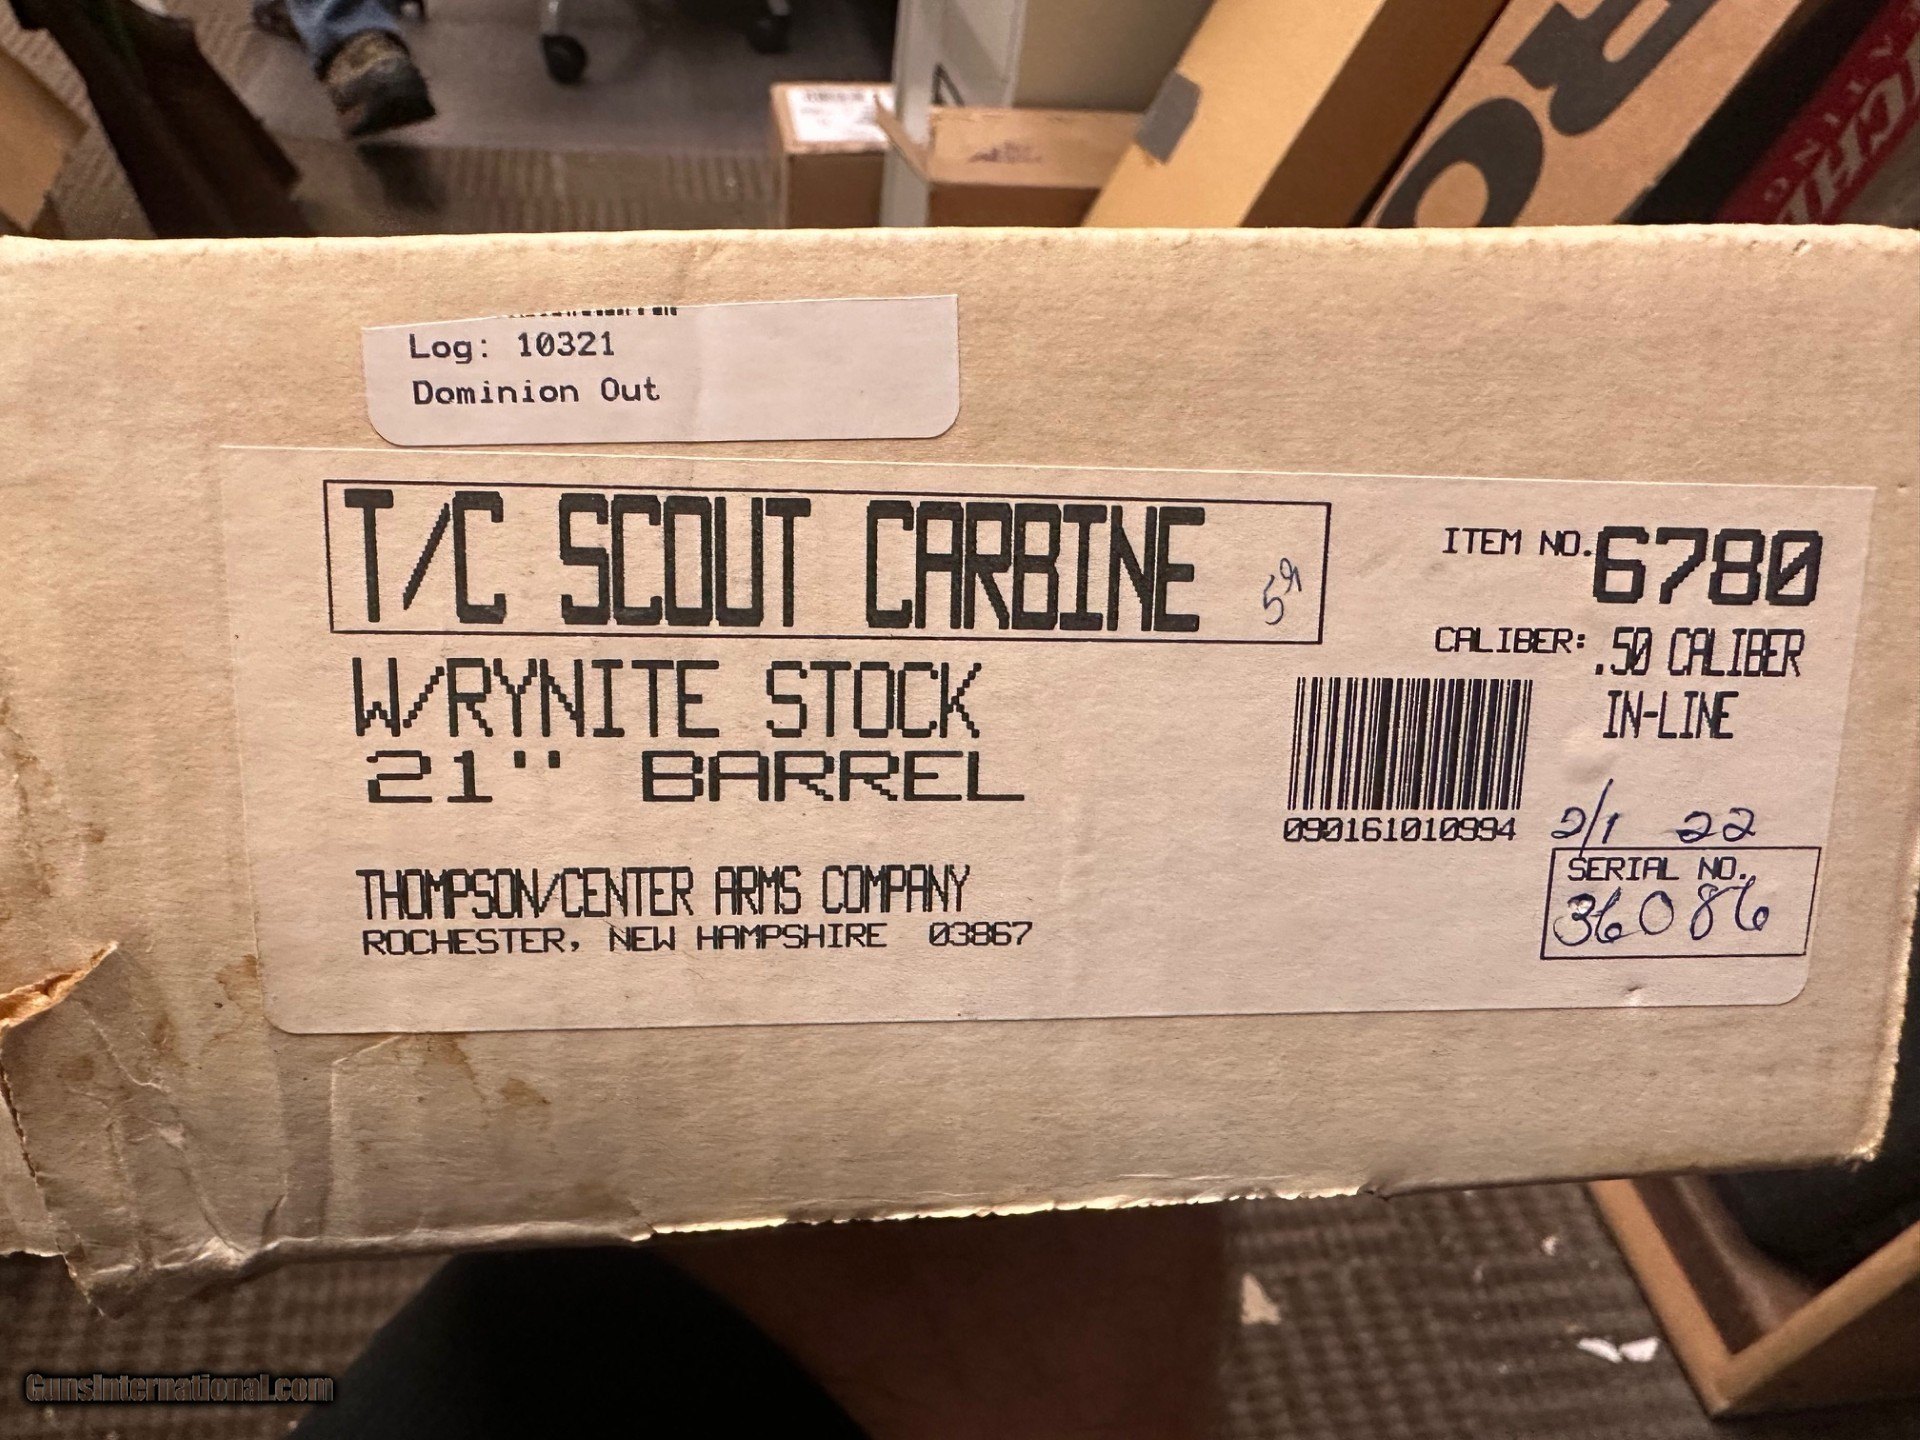 Log: 10321
Dominion Out
T/C SCOUT CARBINE
W/RYNITE STOCK
21" BARREL
THOMPSON/CENTER ARMS COMPANY
ROCHESTER, NEW HAMPSHIRE 03867
ITEM NO. 6780
CALIBER: .50 CALIBER
IN-LINE
090161010994
2/1 22
SERIAL NO.
36086
GunsInternational.com